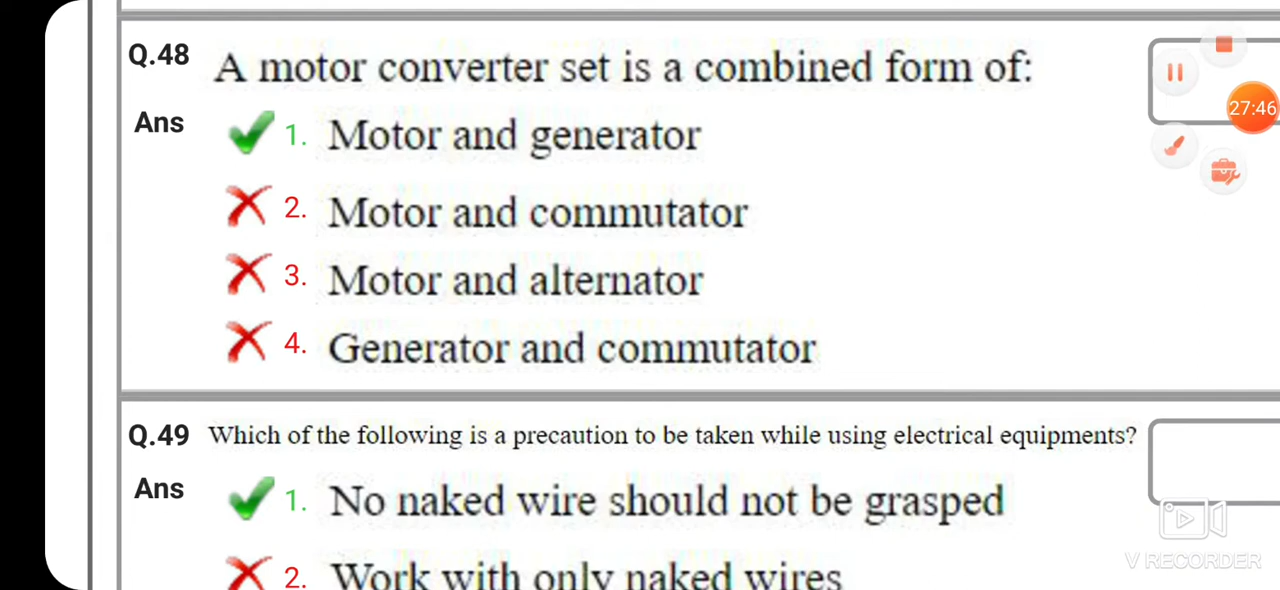 Q.48 A motor converter set is a combined form of:
Ans 1. Motor and generator
2. Motor and commutator
3. Motor and alternator
4. Generator and commutator
27:46
Q.49 Which of the following is a precaution to be taken while using electrical equipments?
Ans 1. No naked wire should not be grasped
2. Work with only naked wires
V RECORDER